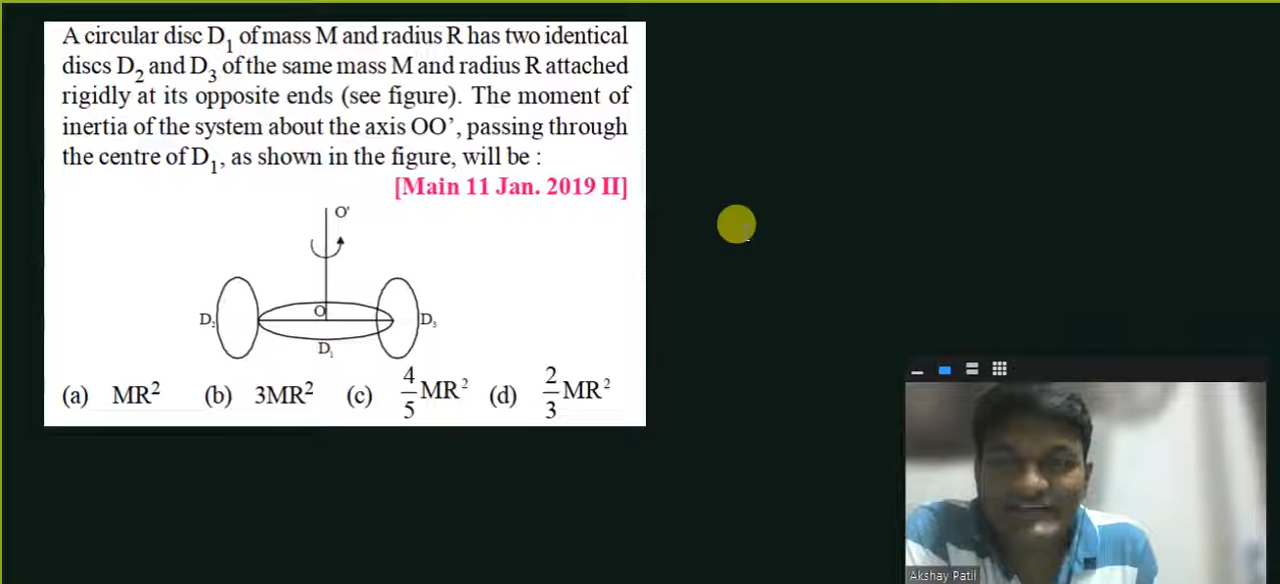 A circular disc D₁ of mass M and radius R has two identical
discs D₂ and D₃ of the same mass M and radius R attached
rigidly at its opposite ends (see figure). The moment of
inertia of the system about the axis OO’, passing through
the centre of D₁, as shown in the figure, will be :
[Main 11 Jan. 2019 II]
O'
O
D₂
D₃
D₁
(a) MR² (b) 3MR² (c) 4/5 MR² (d) 2/3 MR²
Akshay Patil